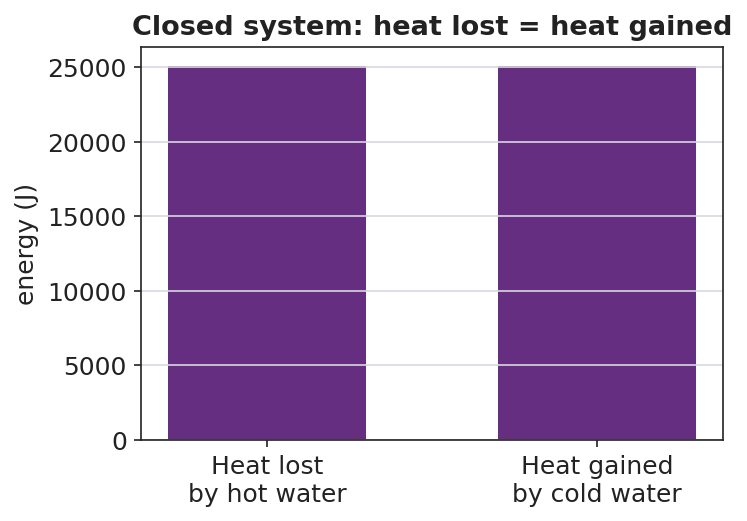 Closed system: heat lost = heat gained
energy (J)
25000
20000
15000
10000
5000
0
Heat lost
by hot water
Heat gained
by cold water